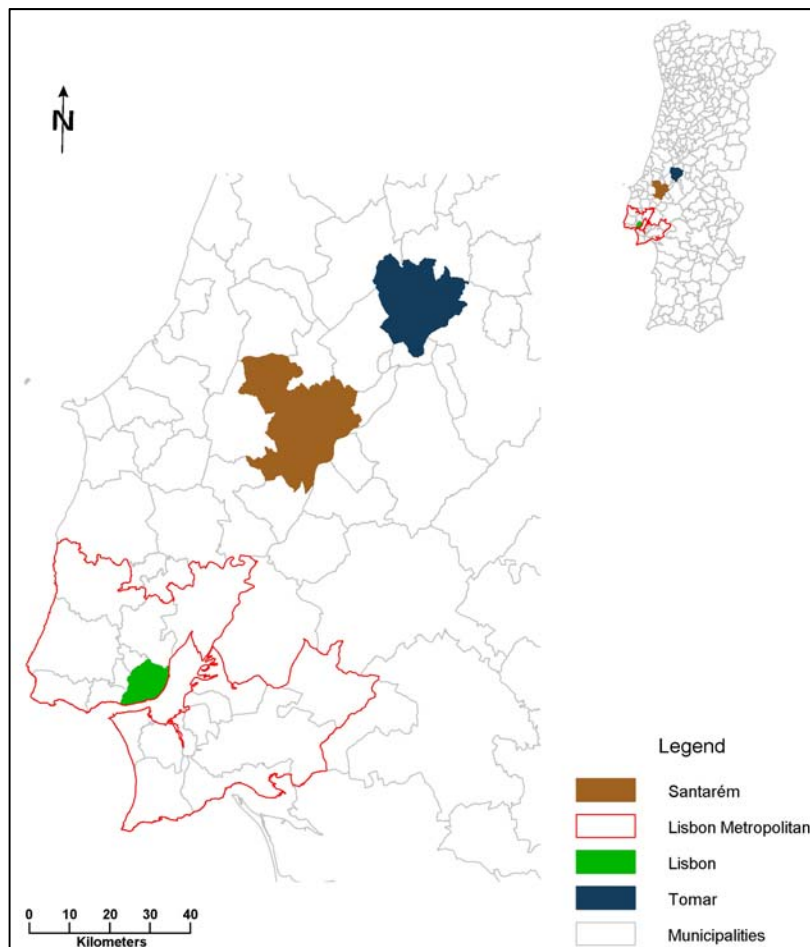 N
Legend
Santarém
Lisbon Metropolitan
Lisbon
Tomar
Municipalities
0 10 20 30 40
Kilometers